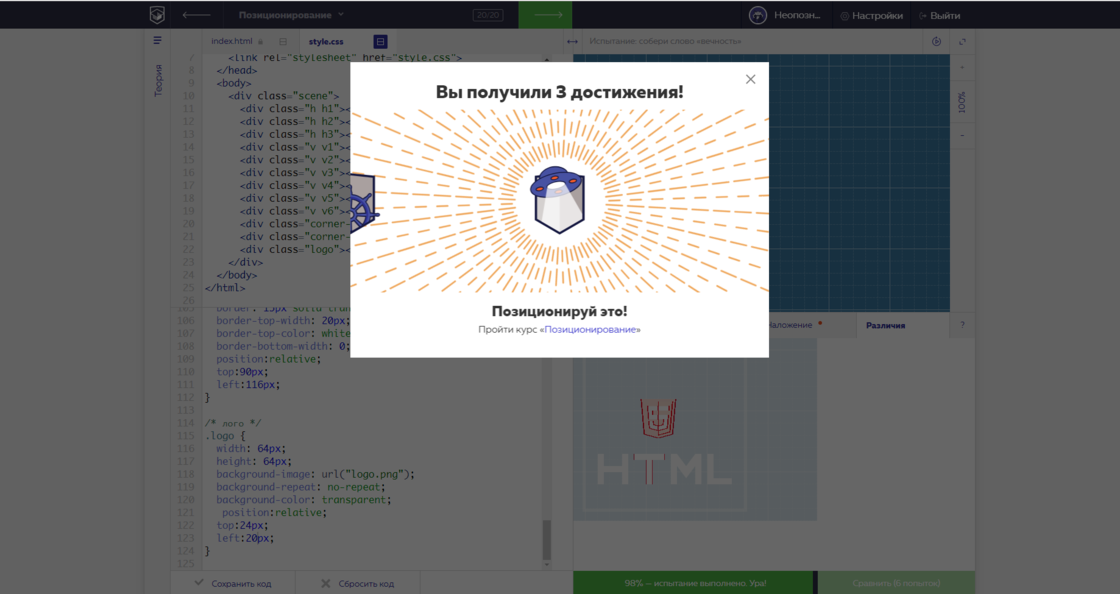 Позиционирование
20/20
Неопозн...
Настройки
Выйти
index.html
style.css
Испытание: собери слово «вечность»
Теория
7 <link rel="stylesheet" href="style.css">
8 </head>
9 <body>
10 <div class="scene">
11 <div class="h h1"><
12 <div class="h h2"><
13 <div class="h h3"><
14 <div class="v v1"><
15 <div class="v v2"><
16 <div class="v v3"><
17 <div class="v v4"><
18 <div class="v v5"><
19 <div class="v v6"><
20 <div class="corner-
21 <div class="corner-
22 <div class="logo"><
23 </div>
24 </body>
25 </html>
26
Вы получили 3 достижения!
Позиционируй это!
Пройти курс «Позиционирование»
100%
105 border: 15px solid tran
106 border-top-width: 20px;
107 border-top-color: white
108 border-bottom-width: 0;
109 position:relative;
110 top:90px;
111 left:116px;
112 }
113
114 /* лого */
115 .logo {
116 width: 64px;
117 height: 64px;
118 background-image: url("logo.png");
119 background-repeat: no-repeat;
120 background-color: transparent;
121 position:relative;
122 top:24px;
123 left:20px;
124 }
125
Наложение
Различия
?
HTML
Сохранить код
Сбросить код
98% — испытание выполнено. Ура!
Сравнить (6 попыток)